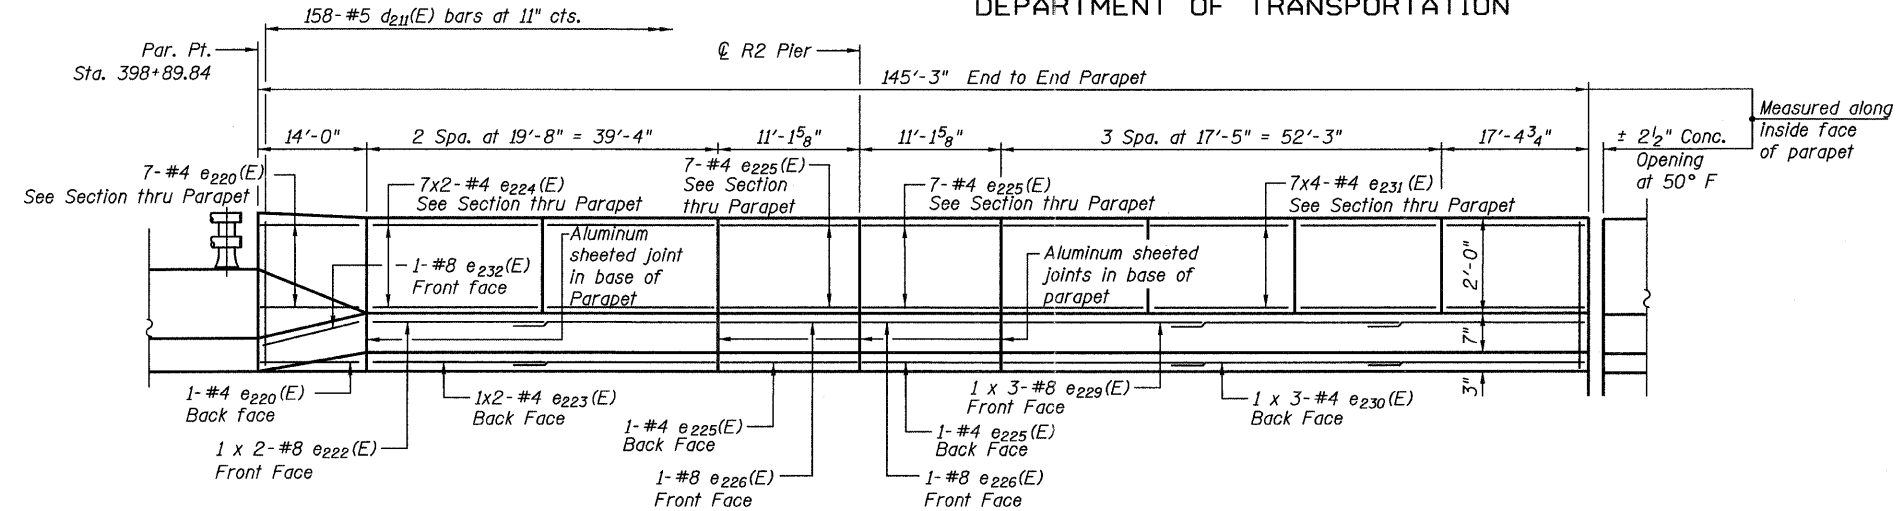 DEPARTMENT OF TRANSPORTATION
158-#5 d211(E) bars at 11" cts.
Par. Pt.
Sta. 398+89.84
℄ R2 Pier
145'-3" End to End Parapet
Measured along
inside face
of parapet
14'-0"
2 Spa. at 19'-8" = 39'-4"
11'-1⅝"
11'-1⅝"
3 Spa. at 17'-5" = 52'-3"
17'-4¾"
± 2½" Conc.
Opening
at 50° F
7-#4 e220(E)
See Section thru Parapet
7x2-#4 e224(E)
See Section thru Parapet
7-#4 e225(E)
See Section
thru Parapet
7-#4 e225(E)
See Section thru Parapet
7x4-#4 e231(E)
See Section thru Parapet
Aluminum
sheeted joint
in base of
Parapet
1-#8 e232(E)
Front face
Aluminum sheeted
joints in base of
parapet
2'-0"
7"
3"
1-#4 e220(E)
Back face
1x2-#4 e223(E)
Back Face
1 x 2-#8 e222(E)
Front Face
1-#4 e225(E)
Back Face
1-#8 e226(E)
Front Face
1 x 3-#8 e229(E)
Front Face
1-#4 e225(E)
Back Face
1-#8 e226(E)
Front Face
1 x 3-#4 e230(E)
Back Face